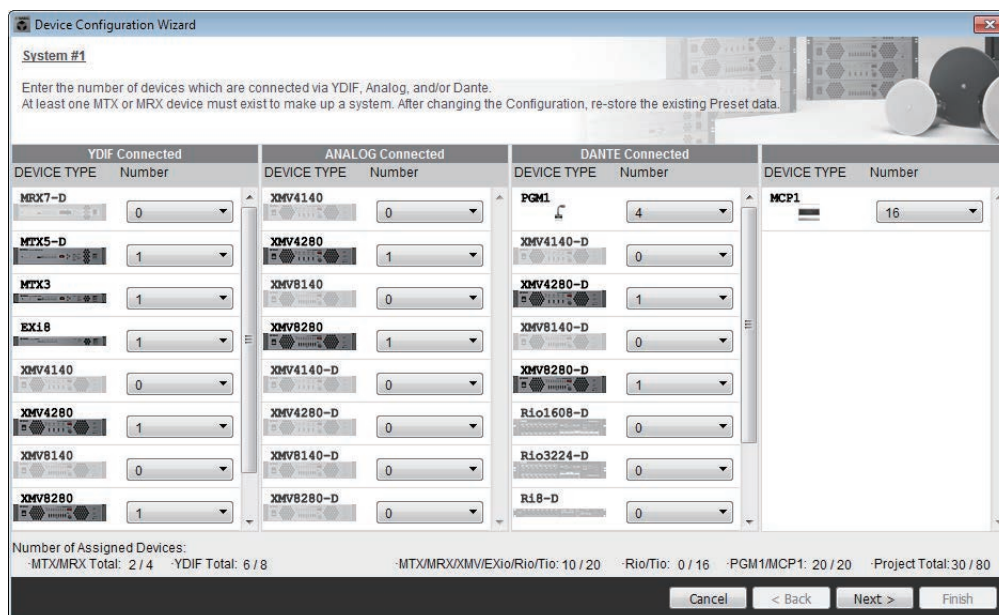 Device Configuration Wizard
System #1
Enter the number of devices which are connected via YDIF, Analog, and/or Dante.
At least one MTX or MRX device must exist to make up a system. After changing the Configuration, re-store the existing Preset data.
YDIF Connected
DEVICE TYPE Number
MRX7-D 0
MTX5-D 1
MTX3 1
EXi8 1
XMV4140 0
XMV4280 1
XMV8140 0
XMV8280 1
ANALOG Connected
DEVICE TYPE Number
XMV4140 0
XMV4280 1
XMV8140 0
XMV8280 1
XMV4140-D 0
XMV4280-D 0
XMV8140-D 0
XMV8280-D 0
DANTE Connected
DEVICE TYPE Number
PGM1 4
XMV4140-D 0
XMV4280-D 1
XMV8140-D 0
XMV8280-D 1
Rio1608-D 0
Rio3224-D 0
Ri8-D 0
DEVICE TYPE Number
MCP1 16
Number of Assigned Devices:
·MTX/MRX Total: 2 / 4 ·YDIF Total: 6 / 8 ·MTX/MRX/XMV/EXio/Rio/Tio: 10 / 20 ·Rio/Tio: 0 / 16 ·PGM1/MCP1: 20 / 20 ·Project Total: 30 / 80
Cancel < Back Next > Finish